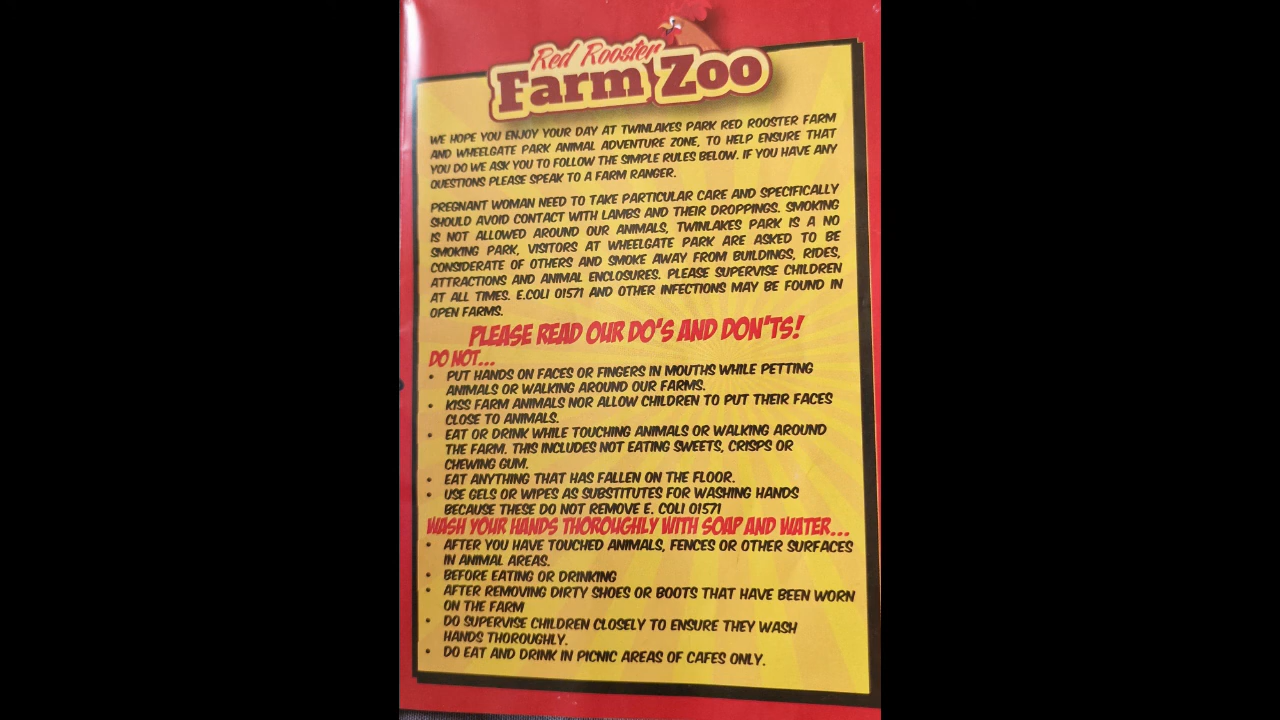 Red Rooster
Farm Zoo
WE HOPE YOU ENJOY YOUR DAY AT TWINLAKES PARK RED ROOSTER FARM
AND WHEELGATE PARK ANIMAL ADVENTURE ZONE, TO HELP ENSURE THAT
YOU DO WE ASK YOU TO FOLLOW THE SIMPLE RULES BELOW. IF YOU HAVE ANY
QUESTIONS PLEASE SPEAK TO A FARM RANGER.
PREGNANT WOMAN NEED TO TAKE PARTICULAR CARE AND SPECIFICALLY
SHOULD AVOID CONTACT WITH LAMBS AND THEIR DROPPINGS. SMOKING
IS NOT ALLOWED AROUND OUR ANIMALS, TWINLAKES PARK IS A NO
SMOKING PARK, VISITORS AT WHEELGATE PARK ARE ASKED TO BE
CONSIDERATE OF OTHERS AND SMOKE AWAY FROM BUILDINGS, RIDES,
ATTRACTIONS AND ANIMAL ENCLOSURES. PLEASE SUPERVISE CHILDREN
AT ALL TIMES. E.COLI 01571 AND OTHER INFECTIONS MAY BE FOUND IN
OPEN FARMS.
PLEASE READ OUR DO'S AND DON'TS!
DO NOT...
• PUT HANDS ON FACES OR FINGERS IN MOUTHS WHILE PETTING
ANIMALS OR WALKING AROUND OUR FARMS.
• KISS FARM ANIMALS NOR ALLOW CHILDREN TO PUT THEIR FACES
CLOSE TO ANIMALS.
• EAT OR DRINK WHILE TOUCHING ANIMALS OR WALKING AROUND
THE FARM. THIS INCLUDES NOT EATING SWEETS, CRISPS OR
CHEWING GUM.
• EAT ANYTHING THAT HAS FALLEN ON THE FLOOR.
• USE GELS OR WIPES AS SUBSTITUTES FOR WASHING HANDS
BECAUSE THESE DO NOT REMOVE E. COLI 01571
WASH YOUR HANDS THOROUGHLY WITH SOAP AND WATER...
• AFTER YOU HAVE TOUCHED ANIMALS, FENCES OR OTHER SURFACES
IN ANIMAL AREAS.
• BEFORE EATING OR DRINKING
• AFTER REMOVING DIRTY SHOES OR BOOTS THAT HAVE BEEN WORN
ON THE FARM
• DO SUPERVISE CHILDREN CLOSELY TO ENSURE THEY WASH
HANDS THOROUGHLY.
• DO EAT AND DRINK IN PICNIC AREAS OF CAFES ONLY.